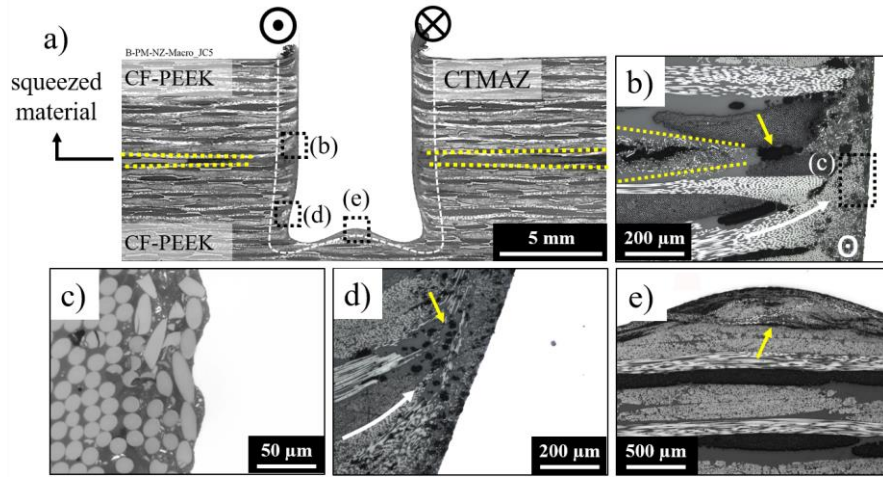 a)
B-PM-NZ-Macro_JC5
CF-PEEK
CTMAZ
squeezed
material
(b)
(d)
(e)
CF-PEEK
5 mm
b)
(c)
200 µm
c)
50 µm
d)
200 µm
e)
500 µm